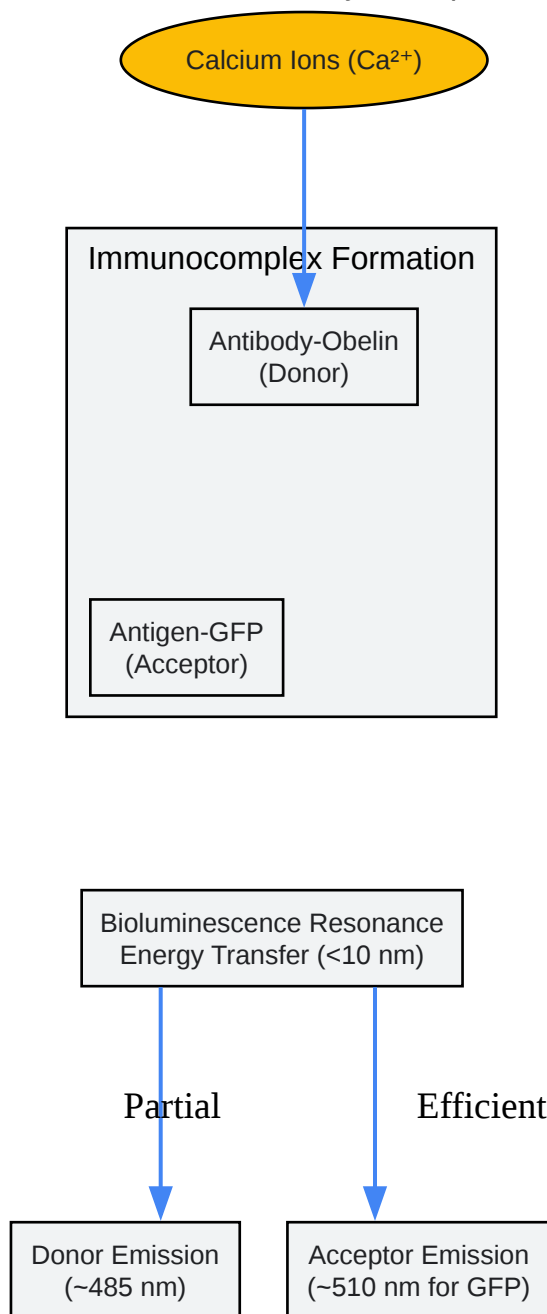 Calcium Ions (Ca²⁺)
Immunocomplex Formation
Antibody-Obelin
(Donor)
Antigen-GFP
(Acceptor)
Bioluminescence Resonance
Energy Transfer (<10 nm)
Partial
Efficient
Donor Emission
(~485 nm)
Acceptor Emission
(~510 nm for GFP)